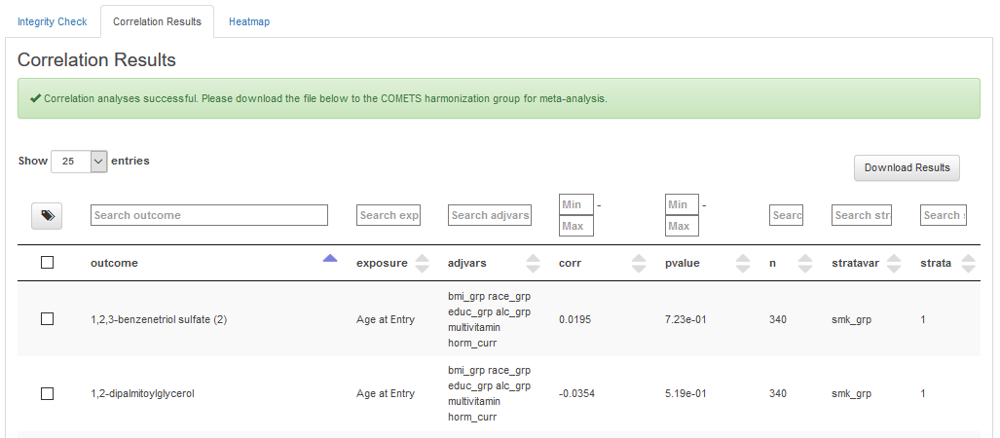 Integrity Check Correlation Results Heatmap
Correlation Results
Correlation analyses successful. Please download the file below to the COMETS harmonization group for meta-analysis.
Show 25 entries Download Results
Search outcome Search exp Search adjvars Min - Max Min - Max Searc Search stra Search s
outcome exposure adjvars corr pvalue n stratavar strata
1,2,3-benzenetriol sulfate (2) Age at Entry bmi_grp race_grp
educ_grp alc_grp
multivitamin
horm_curr 0.0195 7.23e-01 340 smk_grp 1
1,2-dipalmitoylglycerol Age at Entry bmi_grp race_grp
educ_grp alc_grp
multivitamin
horm_curr -0.0354 5.19e-01 340 smk_grp 1